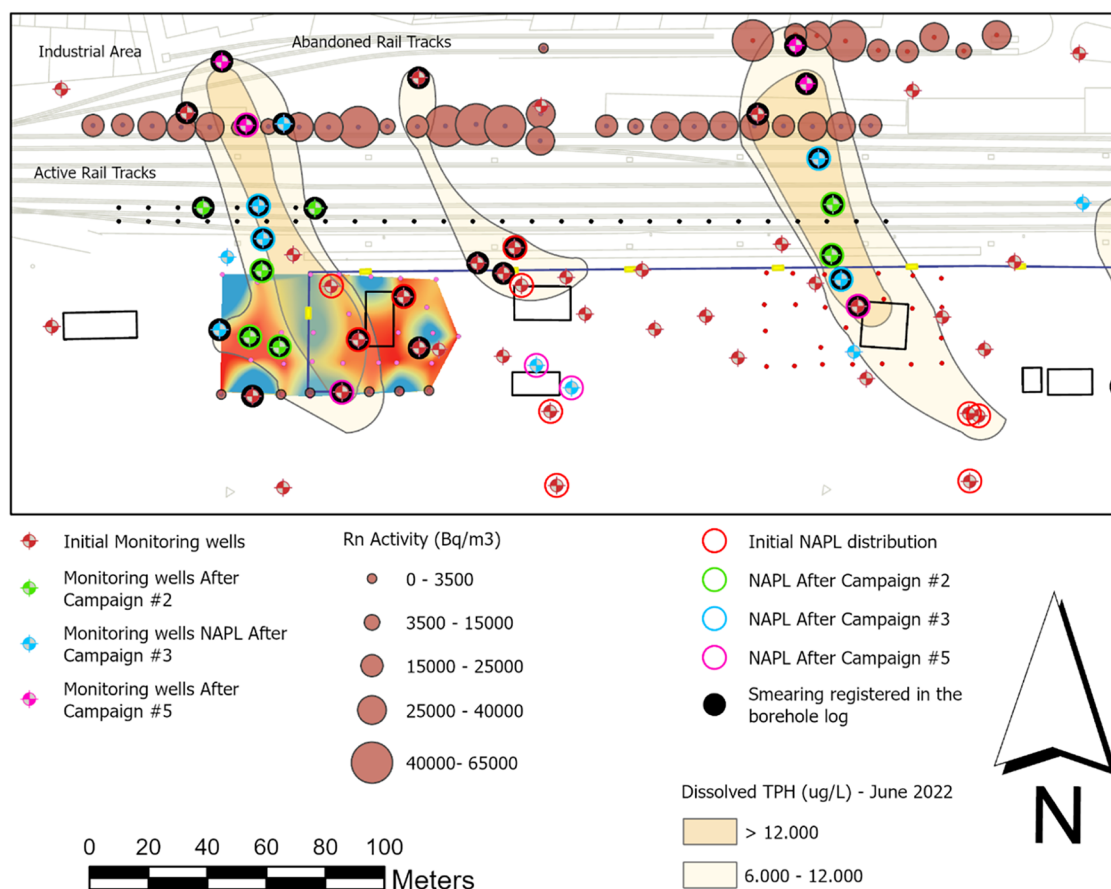 Industrial Area
Abandoned Rail Tracks
Active Rail Tracks
Initial Monitoring wells
Monitoring wells After
Campaign #2
Monitoring wells NAPL After
Campaign #3
Monitoring wells After
Campaign #5
Rn Activity (Bq/m3)
0 - 3500
3500 - 15000
15000 - 25000
25000 - 40000
40000- 65000
Initial NAPL distribution
NAPL After Campaign #2
NAPL After Campaign #3
NAPL After Campaign #5
Smearing registered in the
borehole log
Dissolved TPH (ug/L) - June 2022
> 12.000
6.000 - 12.000
0 20 40 60 80 100
Meters
N